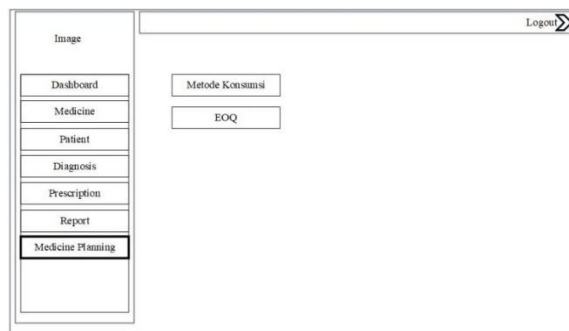 Logout
Image
Dashboard
Medicine
Patient
Diagnosis
Prescription
Report
Medicine Planning
Metode Konsumsi
EOQ